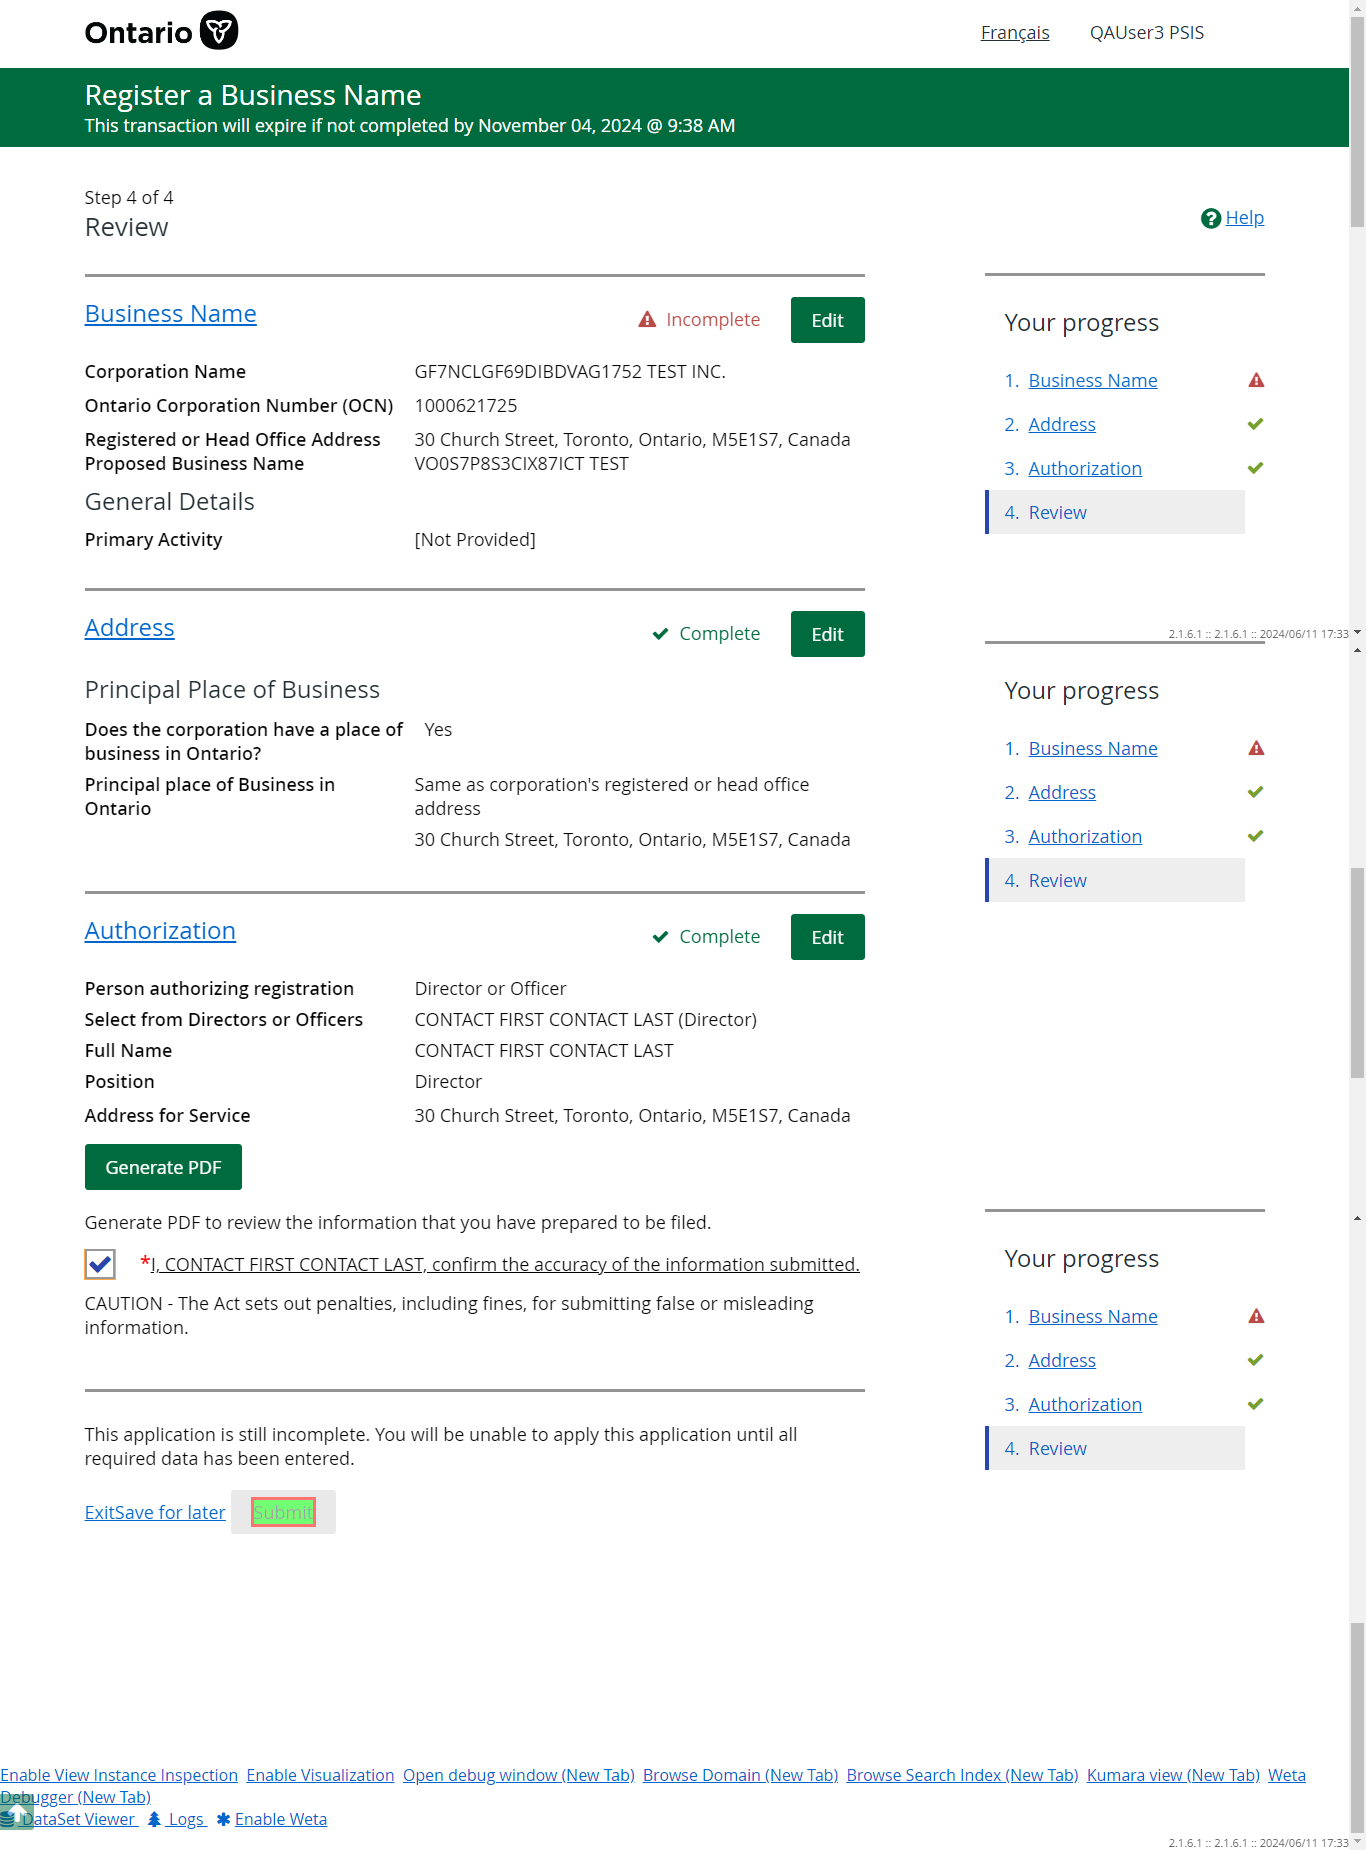 Ontario
Français QAUser3 PSIS
Register a Business Name
This transaction will expire if not completed by November 04, 2024 @ 9:38 AM
Step 4 of 4
Review
Help
Business Name Incomplete Edit
Corporation Name GF7NCLGF69DIBDVAG1752 TEST INC.
Ontario Corporation Number (OCN) 1000621725
Registered or Head Office Address 30 Church Street, Toronto, Ontario, M5E1S7, Canada
Proposed Business Name VO0S7P8S3CIX87ICT TEST
General Details
Primary Activity [Not Provided]
Your progress
1. Business Name
2. Address
3. Authorization
4. Review
2.1.6.1 :: 2.1.6.1 :: 2024/06/11 17:33
Address Complete Edit
Principal Place of Business
Does the corporation have a place of Yes
business in Ontario?
Principal place of Business in Same as corporation's registered or head office
Ontario address
30 Church Street, Toronto, Ontario, M5E1S7, Canada
Your progress
1. Business Name
2. Address
3. Authorization
4. Review
Authorization Complete Edit
Person authorizing registration Director or Officer
Select from Directors or Officers CONTACT FIRST CONTACT LAST (Director)
Full Name CONTACT FIRST CONTACT LAST
Position Director
Address for Service 30 Church Street, Toronto, Ontario, M5E1S7, Canada
Generate PDF
Generate PDF to review the information that you have prepared to be filed.
*I, CONTACT FIRST CONTACT LAST, confirm the accuracy of the information submitted.
CAUTION - The Act sets out penalties, including fines, for submitting false or misleading
information.
Your progress
1. Business Name
2. Address
3. Authorization
4. Review
This application is still incomplete. You will be unable to apply this application until all
required data has been entered.
ExitSave for later Submit
Enable View Instance Inspection Enable Visualization Open debug window (New Tab) Browse Domain (New Tab) Browse Search Index (New Tab) Kumara view (New Tab) Weta
Debugger (New Tab)
DataSet Viewer Logs Enable Weta
2.1.6.1 :: 2.1.6.1 :: 2024/06/11 17:33